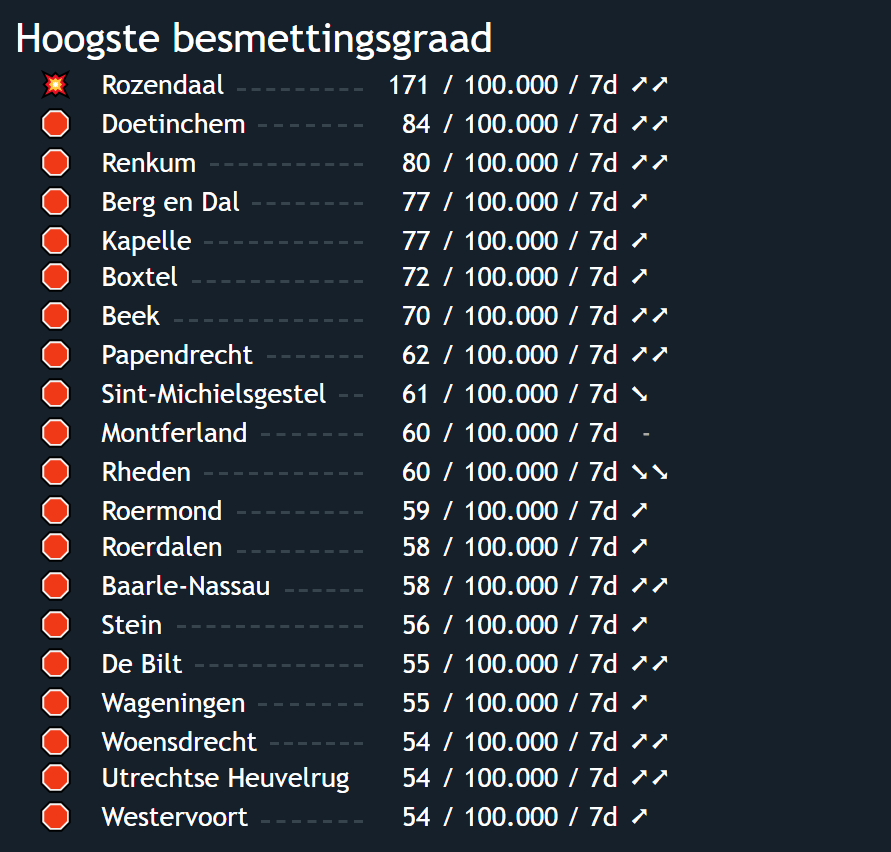 Hoogste besmettingsgraad
Rozendaal --------- 171 / 100.000 / 7d ➚➚
Doetinchem ------- 84 / 100.000 / 7d ➚➚
Renkum ----------- 80 / 100.000 / 7d ➚➚
Berg en Dal ------- 77 / 100.000 / 7d ➚
Kapelle ----------- 77 / 100.000 / 7d ➚
Boxtel ------------ 72 / 100.000 / 7d ➚
Beek ------------- 70 / 100.000 / 7d ➚➚
Papendrecht ------ 62 / 100.000 / 7d ➚➚
Sint-Michielsgestel -- 61 / 100.000 / 7d ➘
Montferland ------- 60 / 100.000 / 7d -
Rheden ----------- 60 / 100.000 / 7d ➘➘
Roermond --------- 59 / 100.000 / 7d ➚
Roerdalen --------- 58 / 100.000 / 7d ➚
Baarle-Nassau ----- 58 / 100.000 / 7d ➚➚
Stein ------------- 56 / 100.000 / 7d ➚
De Bilt ------------ 55 / 100.000 / 7d ➚➚
Wageningen ------- 55 / 100.000 / 7d ➚
Woensdrecht ------ 54 / 100.000 / 7d ➚➚
Utrechtse Heuvelrug 54 / 100.000 / 7d ➚➚
Westervoort ------- 54 / 100.000 / 7d ➚